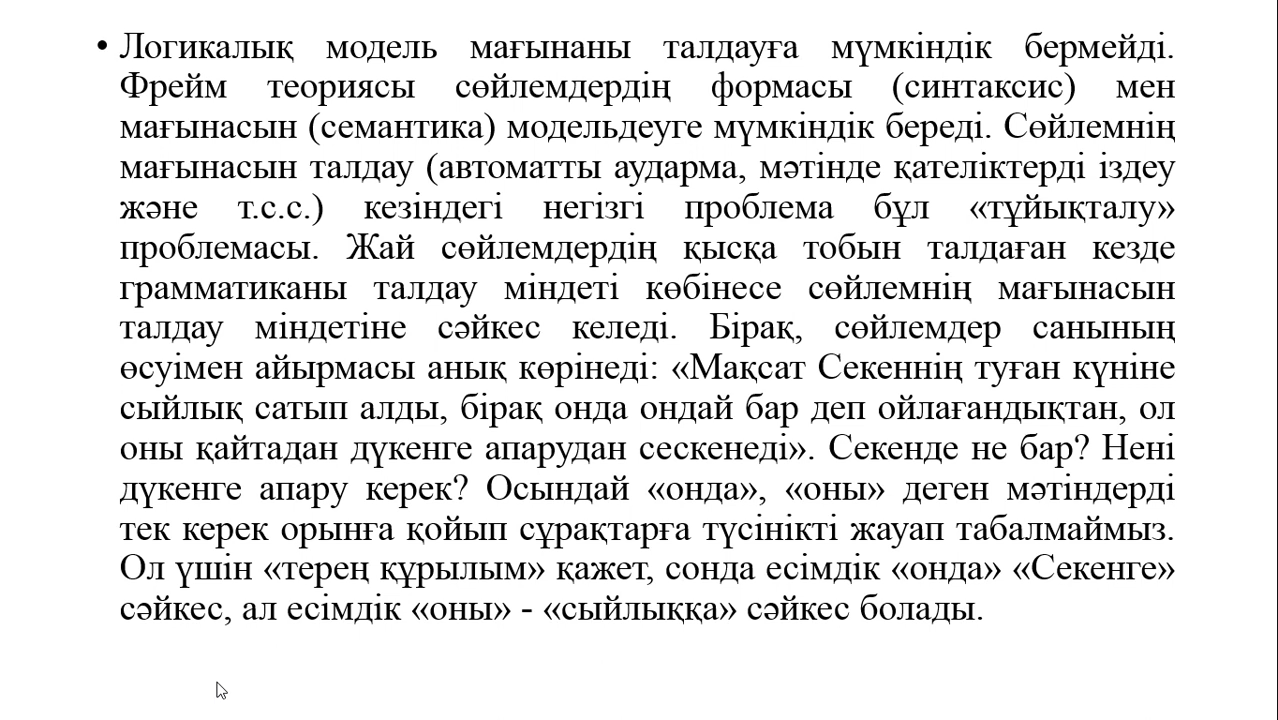 • Логикалық модель мағынаны талдауға мүмкіндік бермейді.
Фрейм теориясы сөйлемдердің формасы (синтаксис) мен
мағынасын (семантика) модельдеуге мүмкіндік береді. Сөйлемнің
мағынасын талдау (автоматты аударма, мәтінде қателіктерді іздеу
және т.с.с.) кезіндегі негізгі проблема бұл «тұйықталу»
проблемасы. Жай сөйлемдердің қысқа тобын талдаған кезде
грамматиканы талдау міндеті көбінесе сөйлемнің мағынасын
талдау міндетіне сәйкес келеді. Бірақ, сөйлемдер санының
өсуімен айырмасы анық көрінеді: «Мақсат Секеннің туған күніне
сыйлық сатып алды, бірақ онда ондай бар деп ойлағандықтан, ол
оны қайтадан дүкенге апарудан сескенеді». Секенде не бар? Нені
дүкенге апару керек? Осындай «онда», «оны» деген мәтіндерді
тек керек орынға қойып сұрақтарға түсінікті жауап табалмаймыз.
Ол үшін «терең құрылым» қажет, сонда есімдік «онда» «Секенге»
сәйкес, ал есімдік «оны» - «сыйлыққа» сәйкес болады.